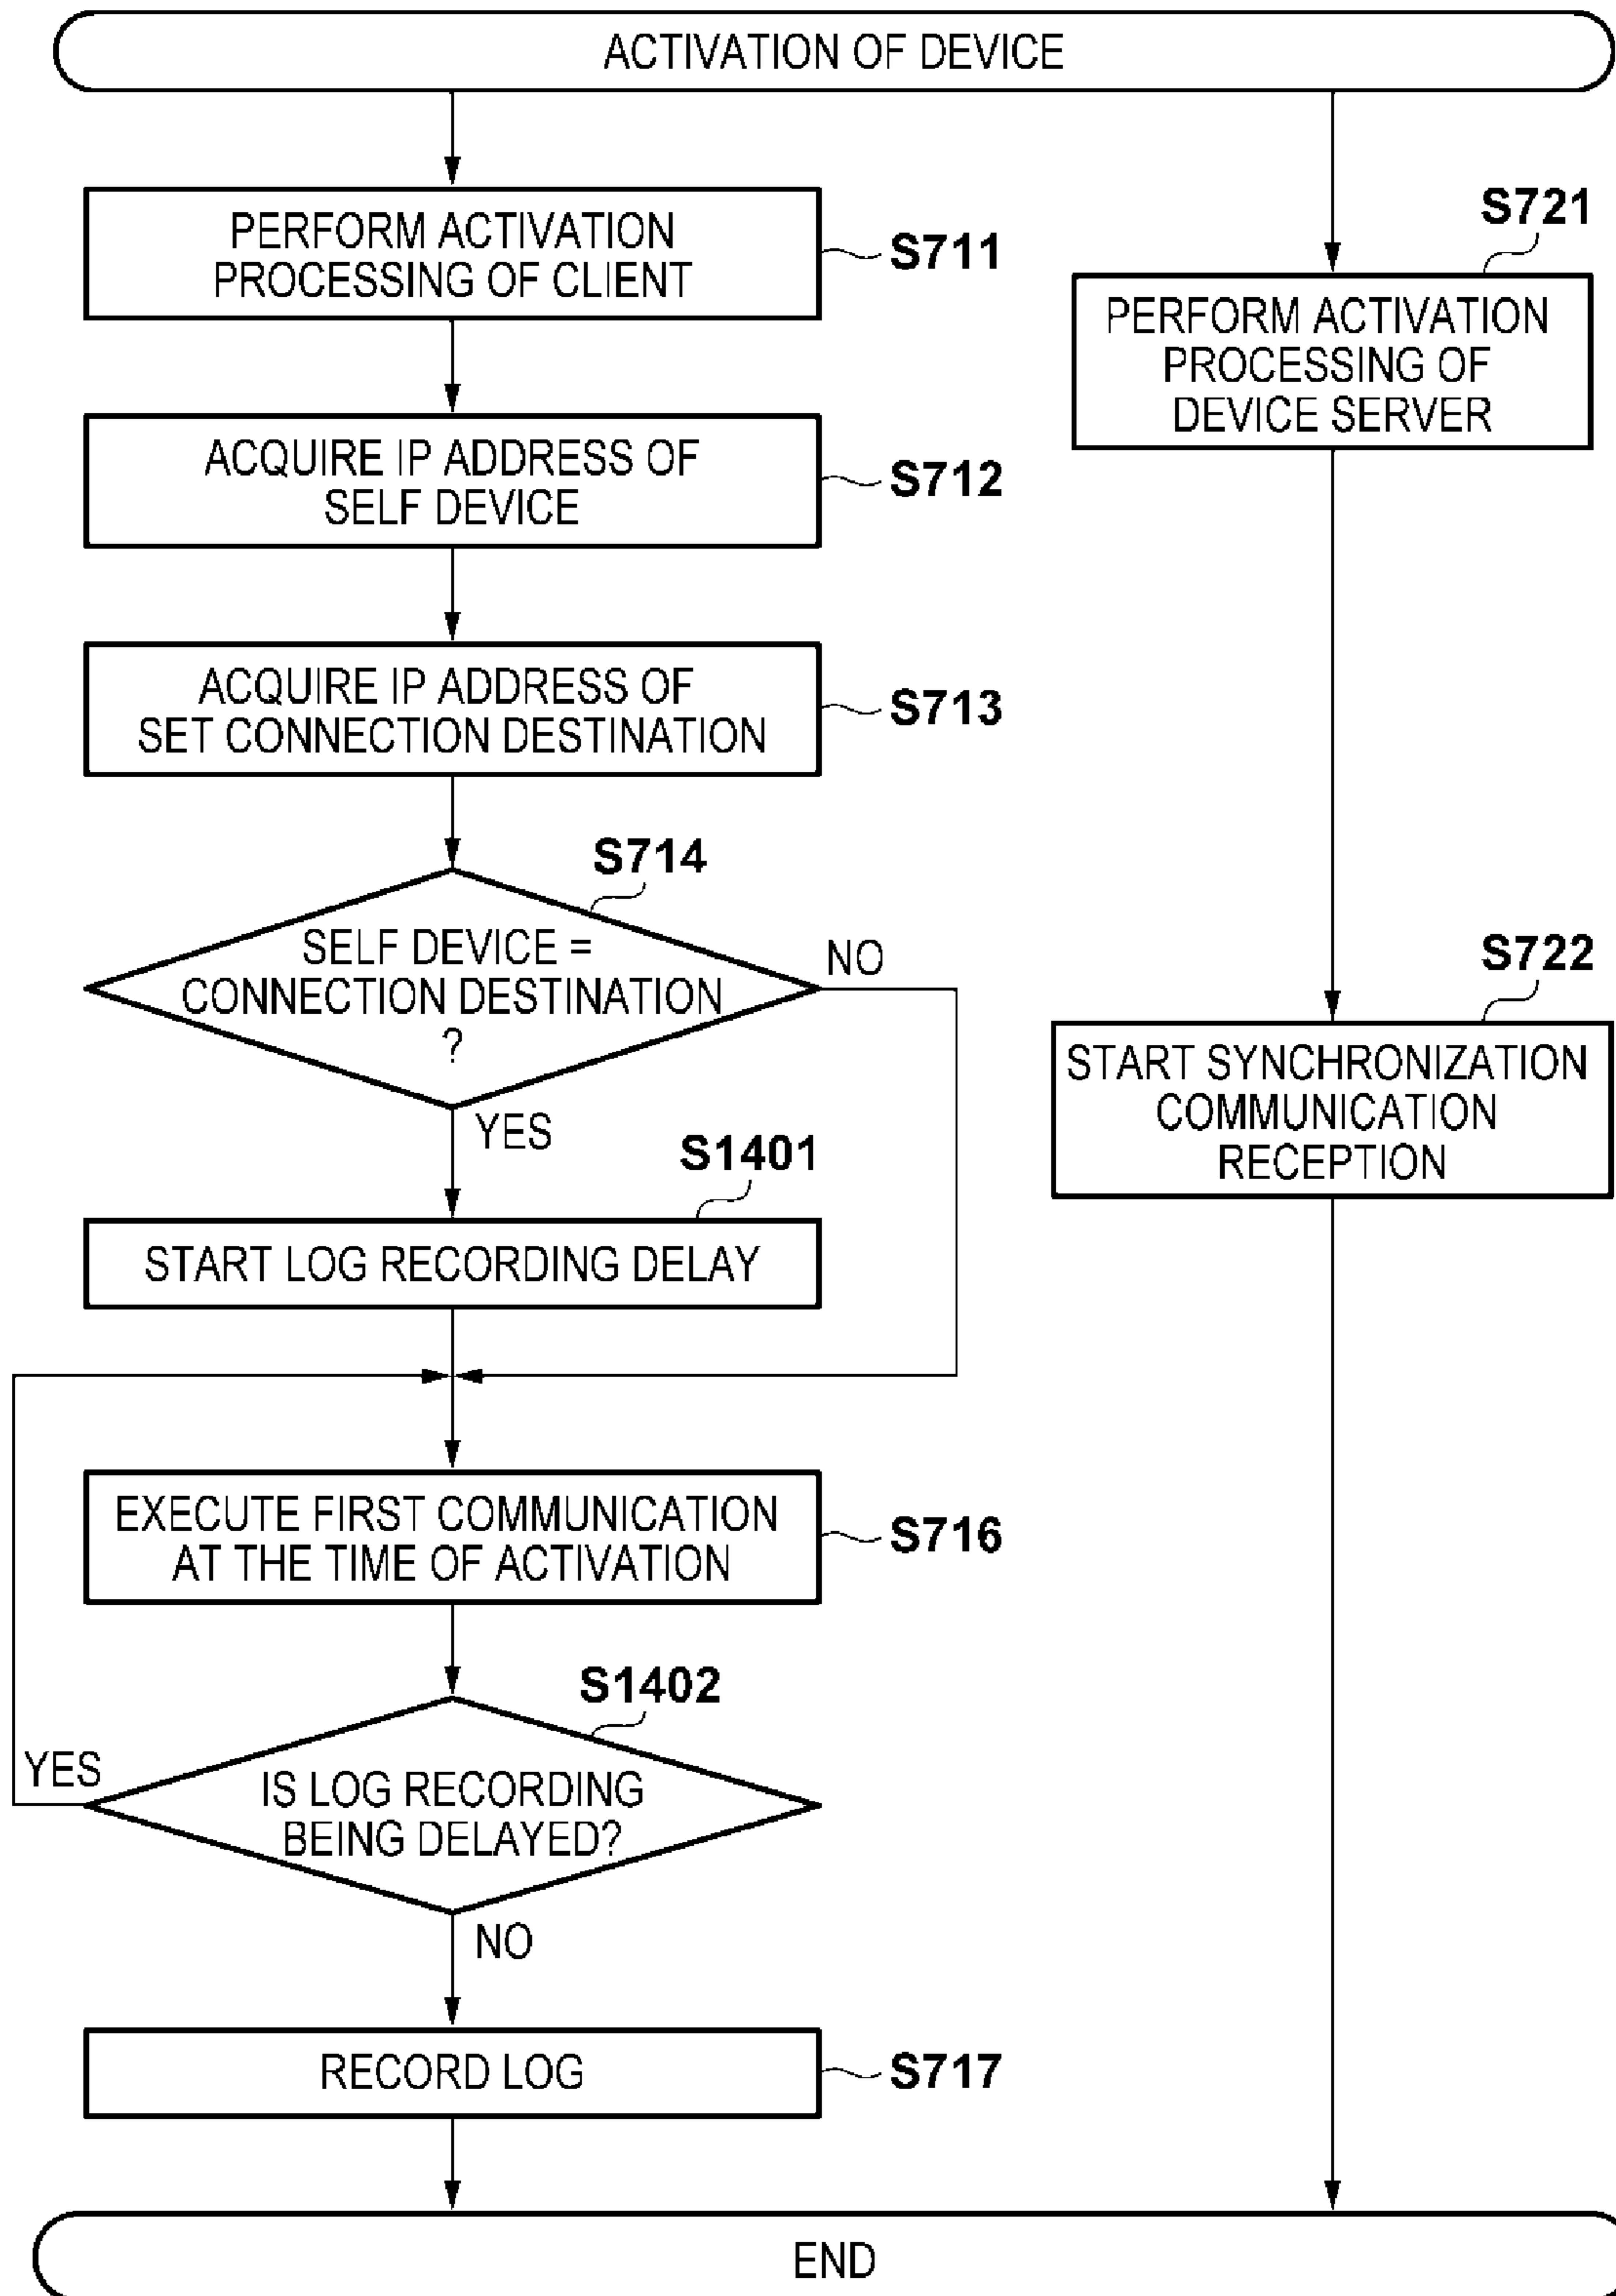 ACTIVATION OF DEVICE
PERFORM ACTIVATION
PROCESSING OF CLIENT
S711
S721
PERFORM ACTIVATION
PROCESSING OF
DEVICE SERVER
ACQUIRE IP ADDRESS OF
SELF DEVICE
S712
ACQUIRE IP ADDRESS OF
SET CONNECTION DESTINATION
S713
S714
SELF DEVICE =
CONNECTION DESTINATION
?
NO
YES
S722
START SYNCHRONIZATION
COMMUNICATION
RECEPTION
S1401
START LOG RECORDING DELAY
EXECUTE FIRST COMMUNICATION
AT THE TIME OF ACTIVATION
S716
S1402
YES
IS LOG RECORDING
BEING DELAYED?
NO
RECORD LOG
S717
END